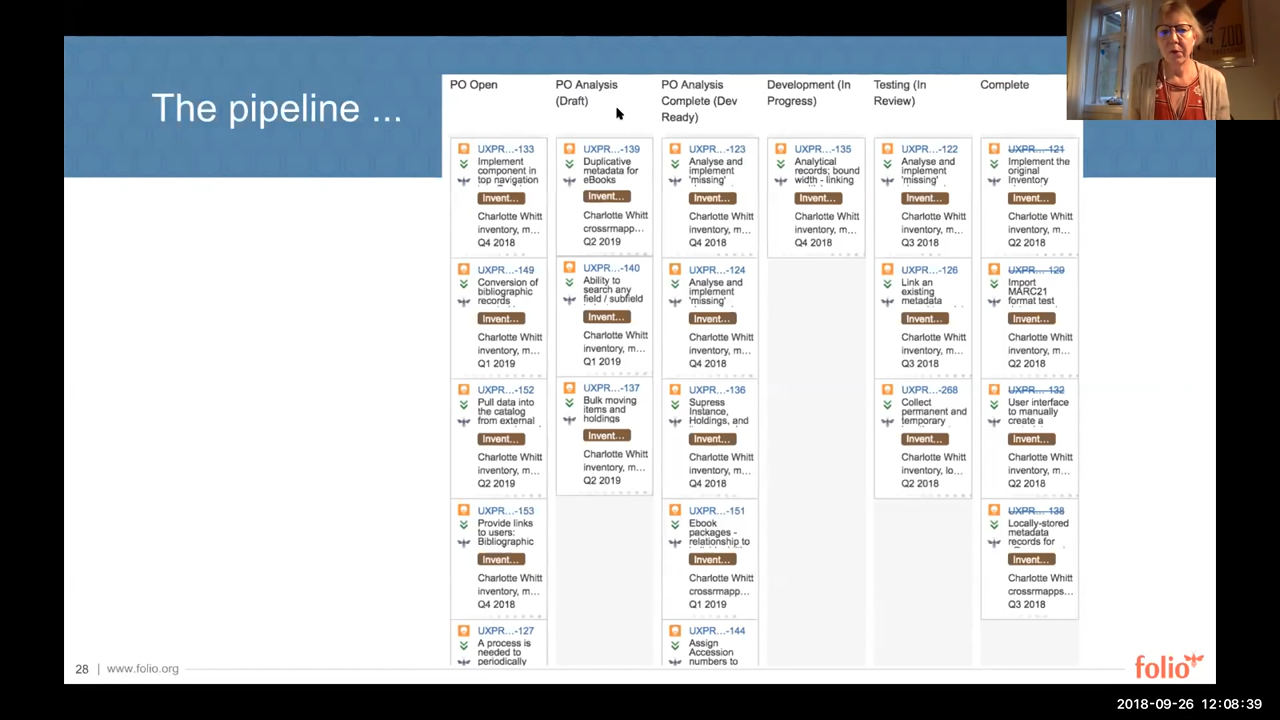 The pipeline ...
PO Open
PO Analysis
(Draft)
PO Analysis
Complete (Dev
Ready)
Development (In
Progress)
Testing (In
Review)
Complete
UXPR...-133
Implement
component in
top navigation
Invent...
Charlotte Whitt
inventory, m...
Q4 2018
UXPR...-149
Conversion of
bibliographic
records
Invent...
Charlotte Whitt
inventory, m...
Q1 2019
UXPR...-152
Pull data into
the catalog
from external
Invent...
Charlotte Whitt
inventory, m...
Q2 2019
UXPR...-153
Provide links
to users:
Bibliographic
Invent...
Charlotte Whitt
inventory, m...
Q4 2018
UXPR...-127
A process is
needed to
periodically
UXPR...-139
Duplicative
metadata for
eBooks
Invent...
Charlotte Whitt
crossrmapp...
Q2 2019
UXPR...-140
Ability to
search any
field / subfield
Invent...
Charlotte Whitt
inventory, m...
Q1 2019
UXPR...-137
Bulk moving
items and
holdings
Invent...
Charlotte Whitt
inventory, m...
Q2 2019
UXPR...-123
Analyse and
implement
'missing'
Invent...
Charlotte Whitt
inventory, m...
Q4 2018
UXPR...-124
Analyse and
implement
'missing'
Invent...
Charlotte Whitt
inventory, m...
Q4 2018
UXPR...-136
Supress
Instance,
Holdings, and
Invent...
Charlotte Whitt
inventory, m...
Q4 2018
UXPR...-151
Ebook
packages -
relationship to
Invent...
Charlotte Whitt
crossrmapp...
Q1 2019
UXPR...-144
Assign
Accession
numbers to
UXPR...-135
Analytical
records; bound
width - linking
Invent...
Charlotte Whitt
inventory, m...
Q4 2018
UXPR...-122
Analyse and
implement
'missing'
Invent...
Charlotte Whitt
inventory, m...
Q3 2018
UXPR...-126
Link an
existing
metadata
Invent...
Charlotte Whitt
inventory, m...
Q3 2018
UXPR...-268
Collect
permanent and
temporary
Invent...
Charlotte Whitt
inventory, lo...
Q2 2018
UXPR...-121
Implement the
original
Inventory
Invent...
Charlotte Whitt
inventory, m...
Q2 2018
UXPR...-129
Import
MARC21
format test
Invent...
Charlotte Whitt
inventory, m...
Q2 2018
UXPR...-132
User interface
to manually
create a
Invent...
Charlotte Whitt
inventory, m...
Q2 2018
UXPR...-138
Locally-stored
metadata
records for
Invent...
Charlotte Whitt
crossrmapps...
Q3 2018
ZOO
28 | www.folio.org
folio
2018-09-26 12:08:39